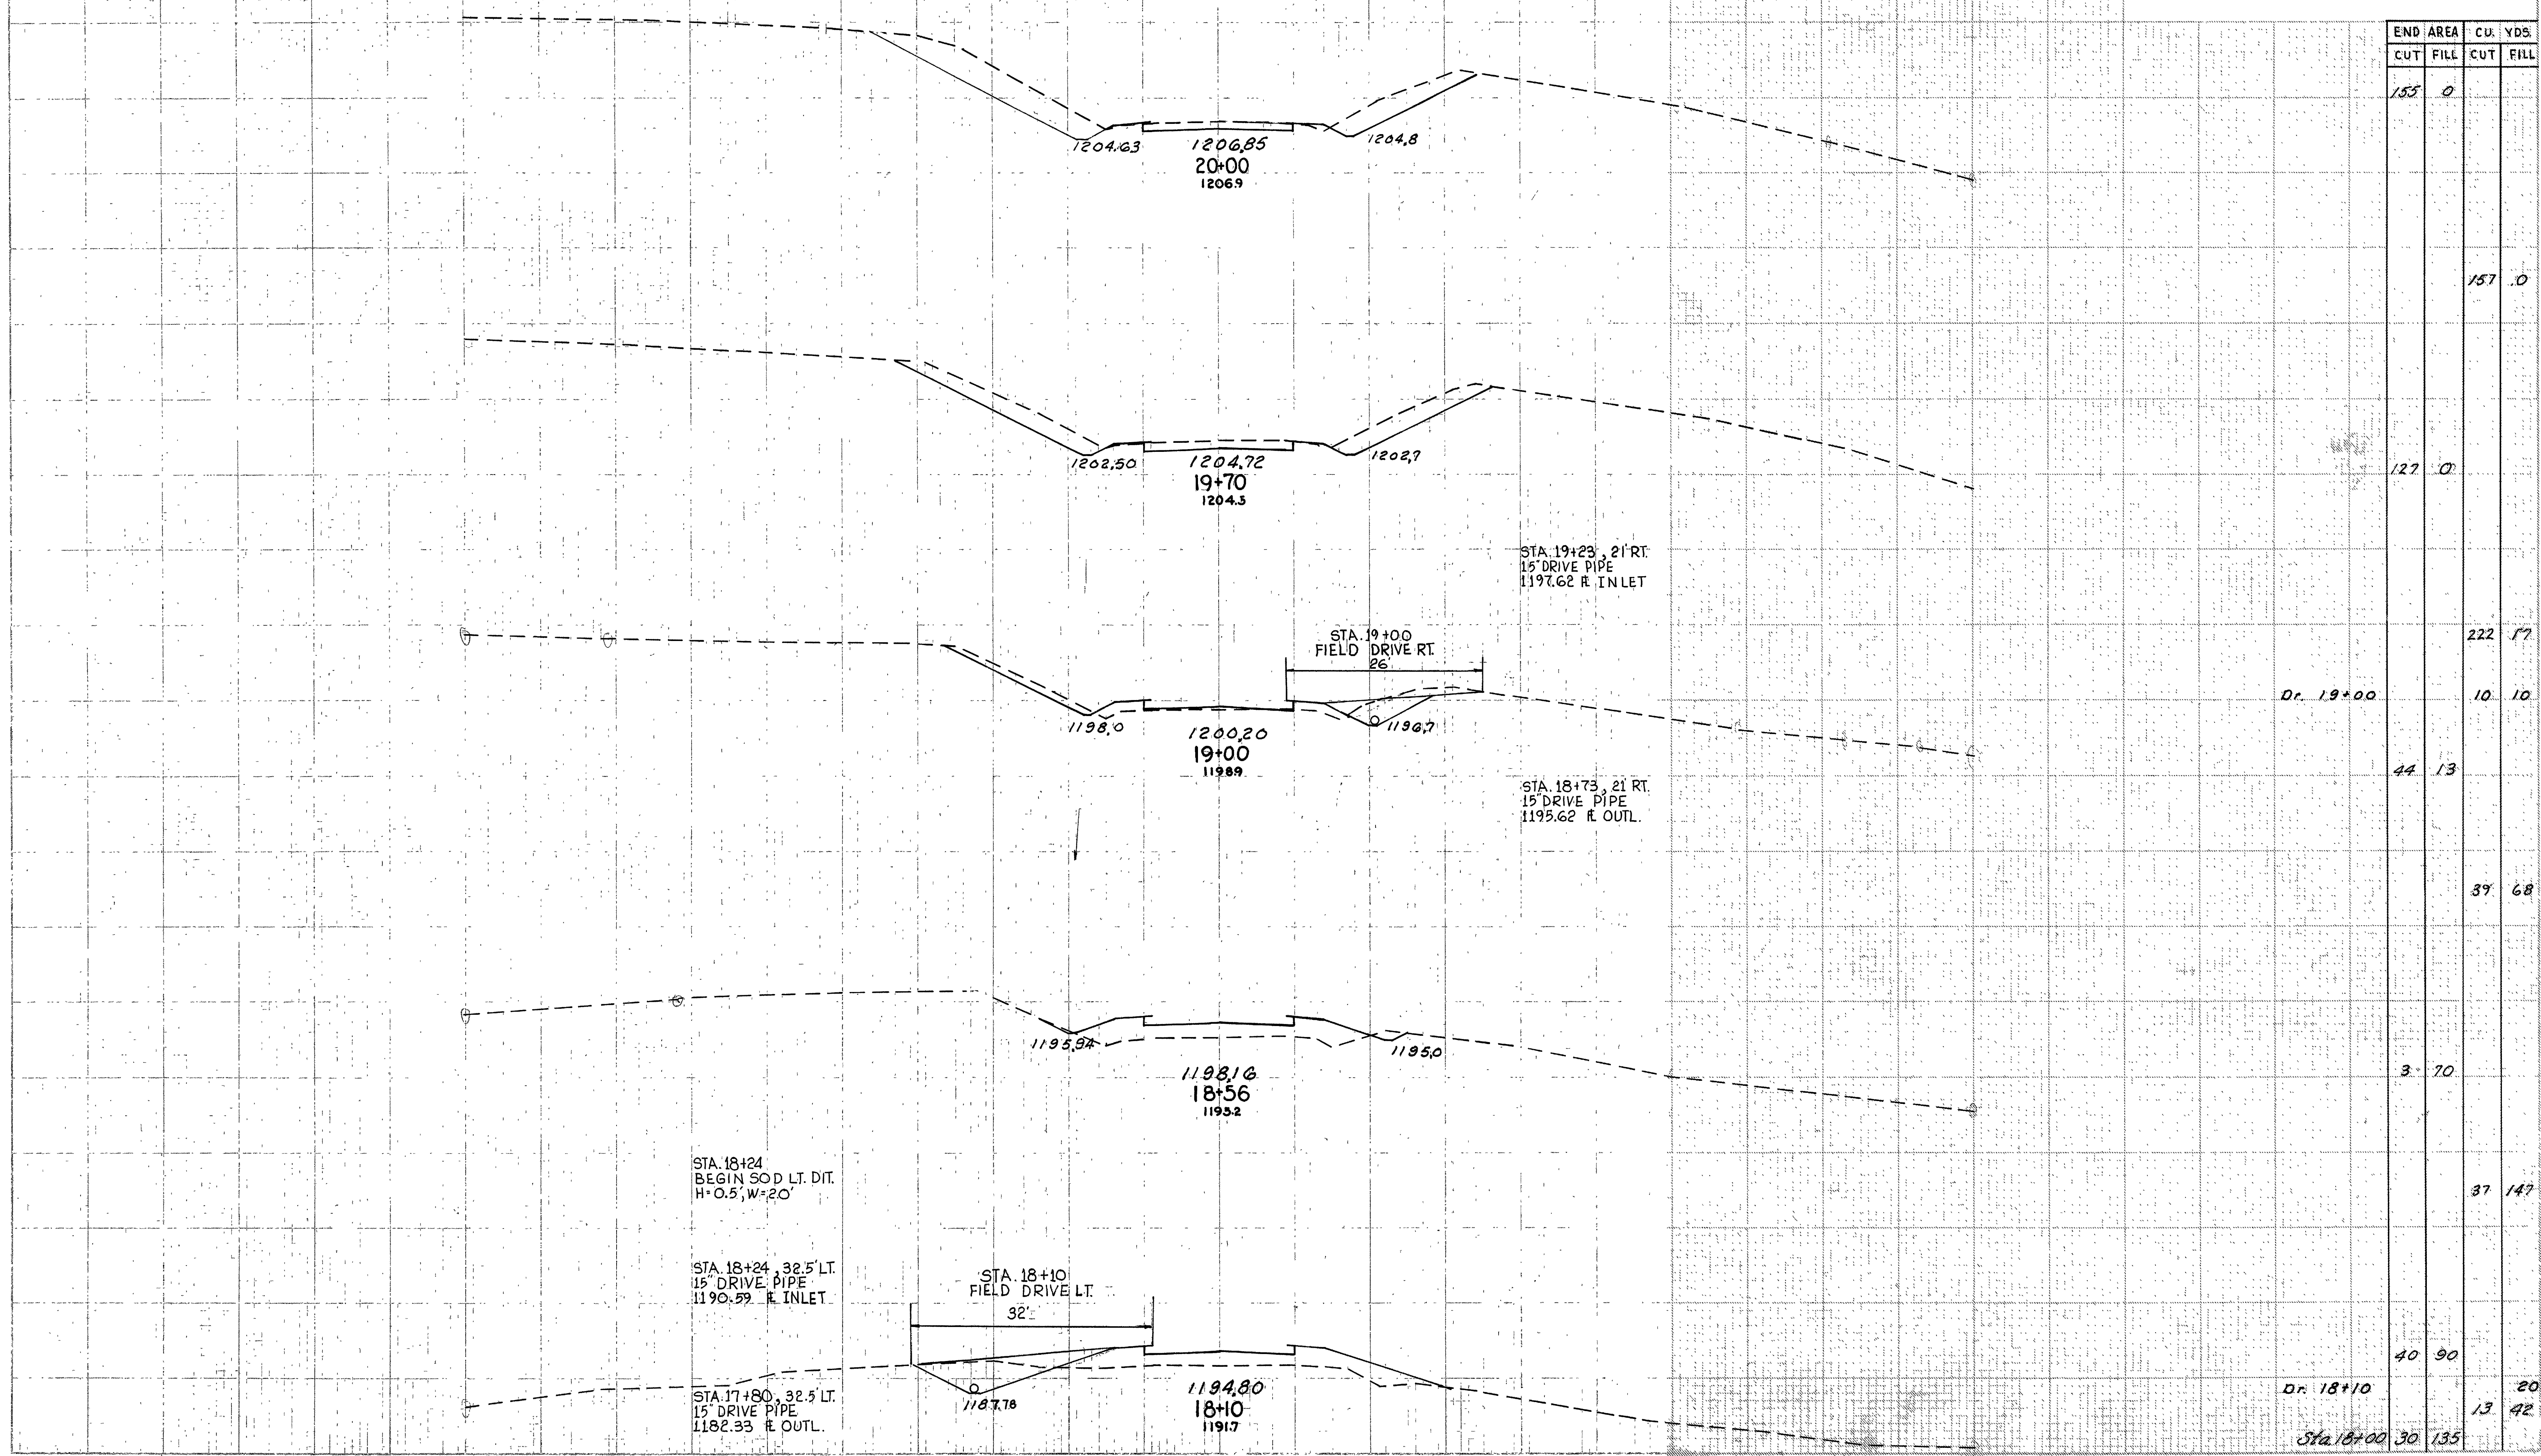 END AREA CU. YDS.
CUT FILL CUT FILL
155 0
1204.63 1206.85 1204.8
20+00
1206.9
157 0
1202.50 1204.72 1202.7
19+70
1204.3
127 0
STA. 19+23, 21' RT.
15" DRIVE PIPE
1197.62 ℄ INLET
STA. 19+00
FIELD DRIVE RT.
26'
222 17
Dr. 19+00 10 10
1198.0 1200.20 1196.7
19+00
1198.9
44 13
STA. 18+73, 21' RT.
15" DRIVE PIPE
1195.62 ℄ OUTL.
39 68
1195.94 1195.0
1198.16
18+56
1195.2
3 70
STA. 18+24
BEGIN SOD LT. DIT.
H=0.5', W=2.0'
37 147
STA. 18+24, 32.5' LT.
15" DRIVE PIPE
1190.59 ℄ INLET
STA. 18+10
FIELD DRIVE LT.
32'
40 90
STA. 17+80, 32.5' LT.
15" DRIVE PIPE
1182.33 ℄ OUTL.
1187.78 1194.80
18+10
1191.7
Dr. 18+10 20
13 42
Sta 18+00 30 135